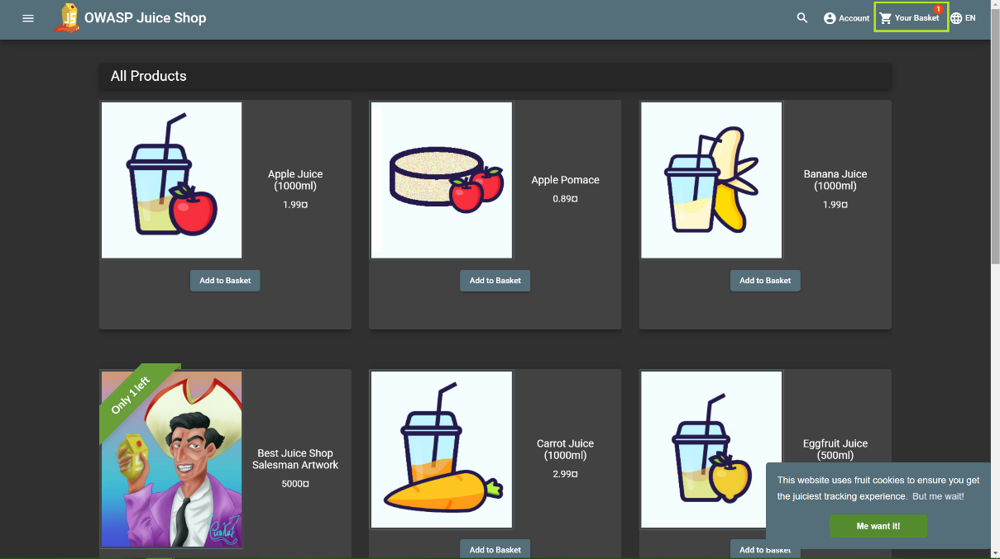 OWASP Juice Shop
Account
Your Basket
1
EN
All Products
Apple Juice
(1000ml)
1.99¤
Add to Basket
Apple Pomace
0.89¤
Add to Basket
Banana Juice
(1000ml)
1.99¤
Add to Basket
Only 1 left
Best Juice Shop
Salesman Artwork
5000¤
Carrot Juice
(1000ml)
2.99¤
Add to Basket
Eggfruit Juice
(500ml)
Add to Basket
This website uses fruit cookies to ensure you get
the juiciest tracking experience. But me wait!
Me want it!